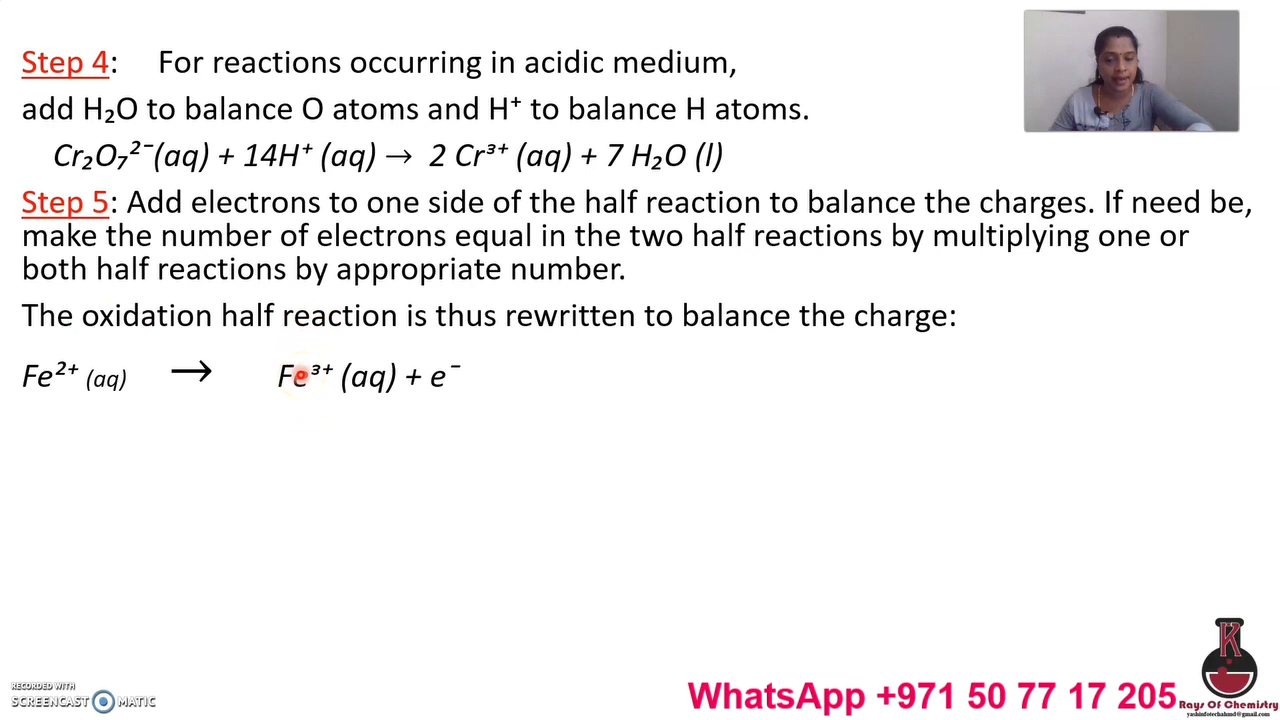 Step 4: For reactions occurring in acidic medium,
add H₂O to balance O atoms and H⁺ to balance H atoms.
Cr₂O₇²⁻(aq) + 14H⁺ (aq) → 2 Cr³⁺ (aq) + 7 H₂O (l)
Step 5: Add electrons to one side of the half reaction to balance the charges. If need be,
make the number of electrons equal in the two half reactions by multiplying one or
both half reactions by appropriate number.
The oxidation half reaction is thus rewritten to balance the charge:
Fe²⁺ (aq) → Fe³⁺ (aq) + e⁻
RECORDED WITH
SCREENCAST MATIC
WhatsApp +971 50 77 17 205
Rays Of Chemistry
yashinfotechahmd@gmail.com